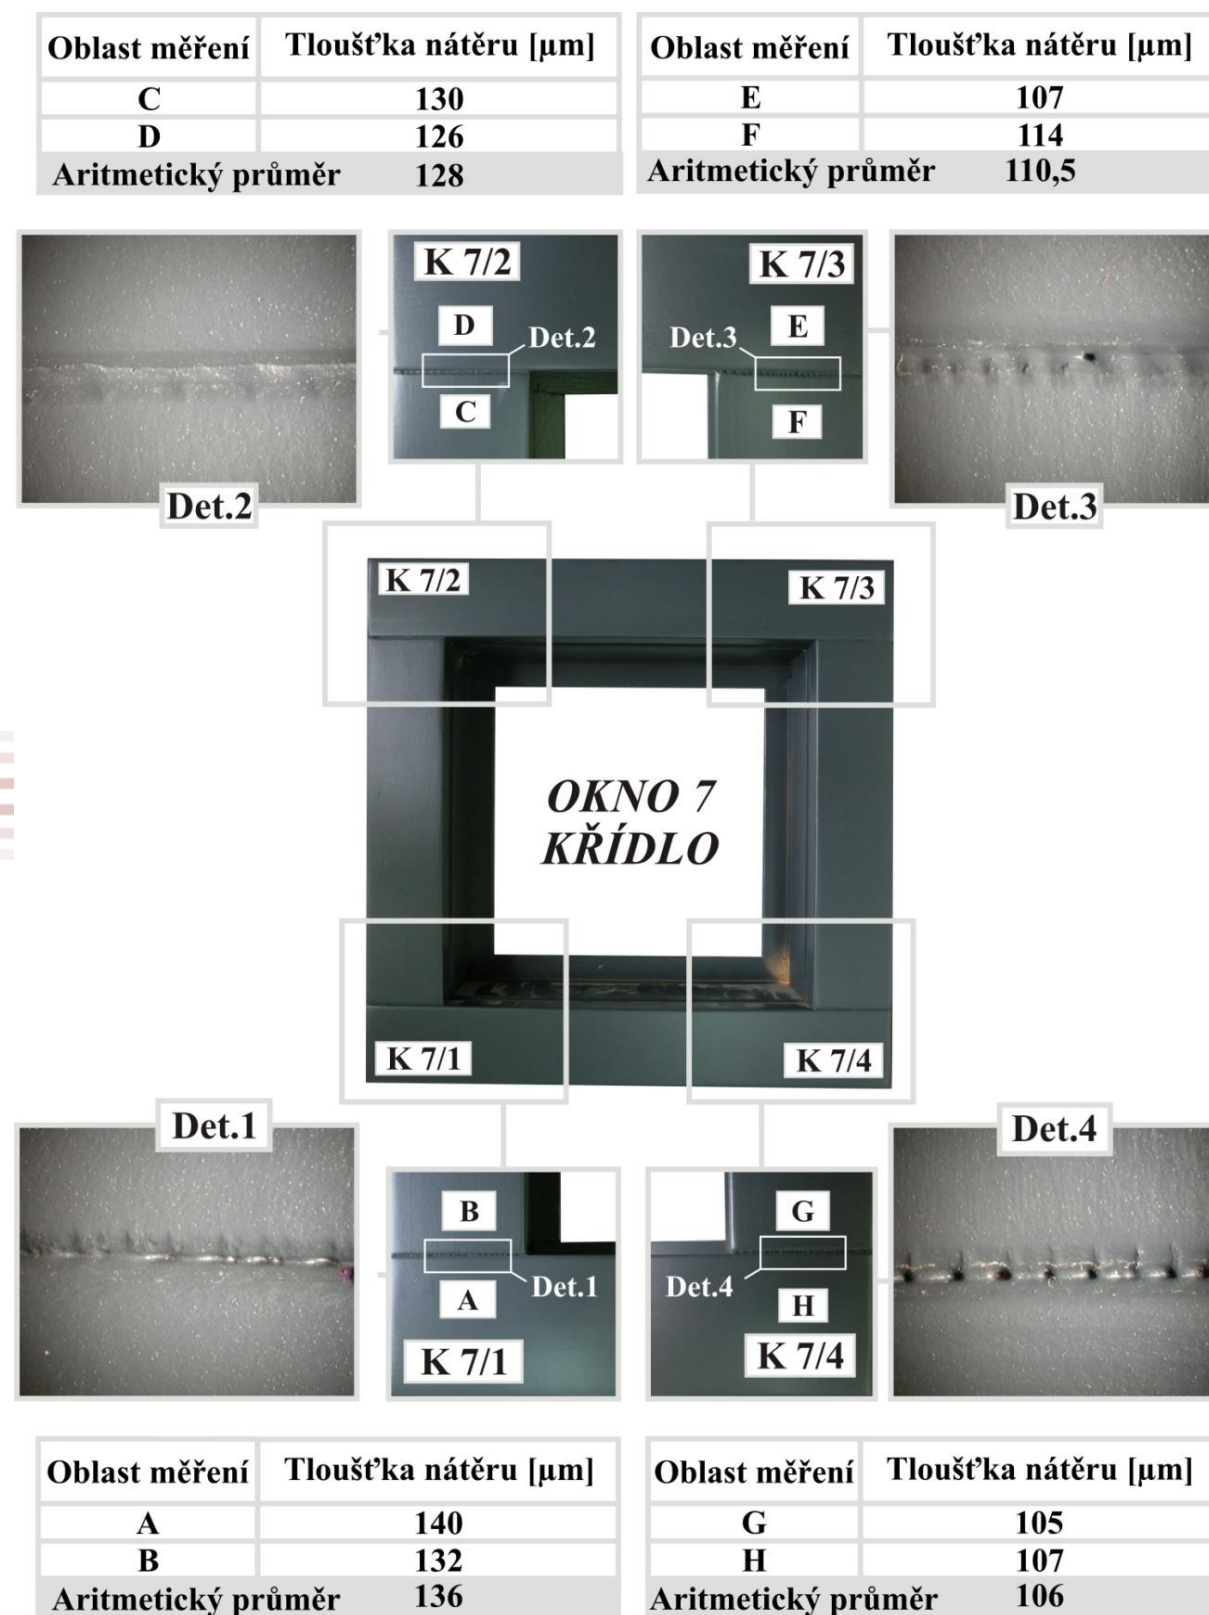 Oblast měření Tloušťka nátěru [µm]
C 130
D 126
Aritmetický průměr 128
Oblast měření Tloušťka nátěru [µm]
E 107
F 114
Aritmetický průměr 110,5
Det.2
K 7/2
D
Det.2
C
K 7/3
E
Det.3
F
Det.3
K 7/2
K 7/3
OKNO 7
KŘÍDLO
K 7/1
K 7/4
Det.1
B
Det.1
A
K 7/1
G
Det.4
H
K 7/4
Det.4
Oblast měření Tloušťka nátěru [µm]
A 140
B 132
Aritmetický průměr 136
Oblast měření Tloušťka nátěru [µm]
G 105
H 107
Aritmetický průměr 106